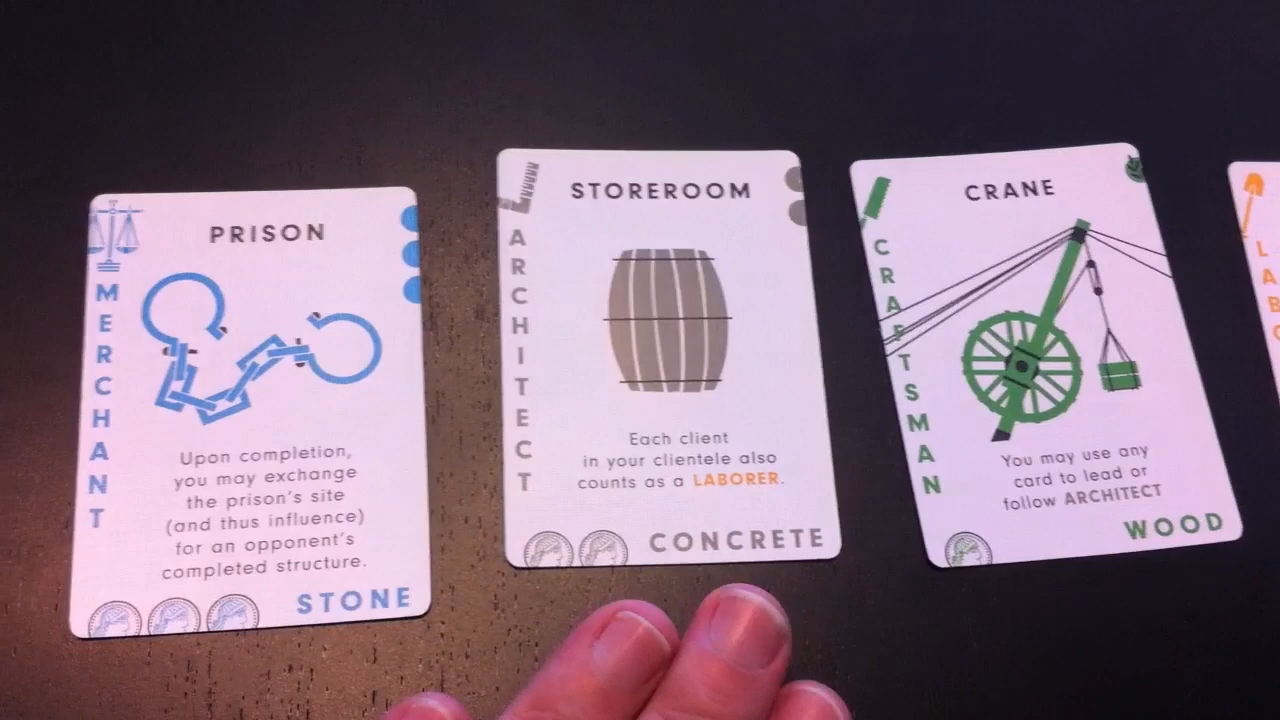 PRISON
MERCHANT
Upon completion,
you may exchange
the prison's site
(and thus influence)
for an opponent's
completed structure.
STONE
STOREROOM
ARCHITECT
Each client
in your clientele also
counts as a LABORER.
CONCRETE
CRANE
CRAFTSMAN
You may use any
card to lead or
follow ARCHITECT
WOOD